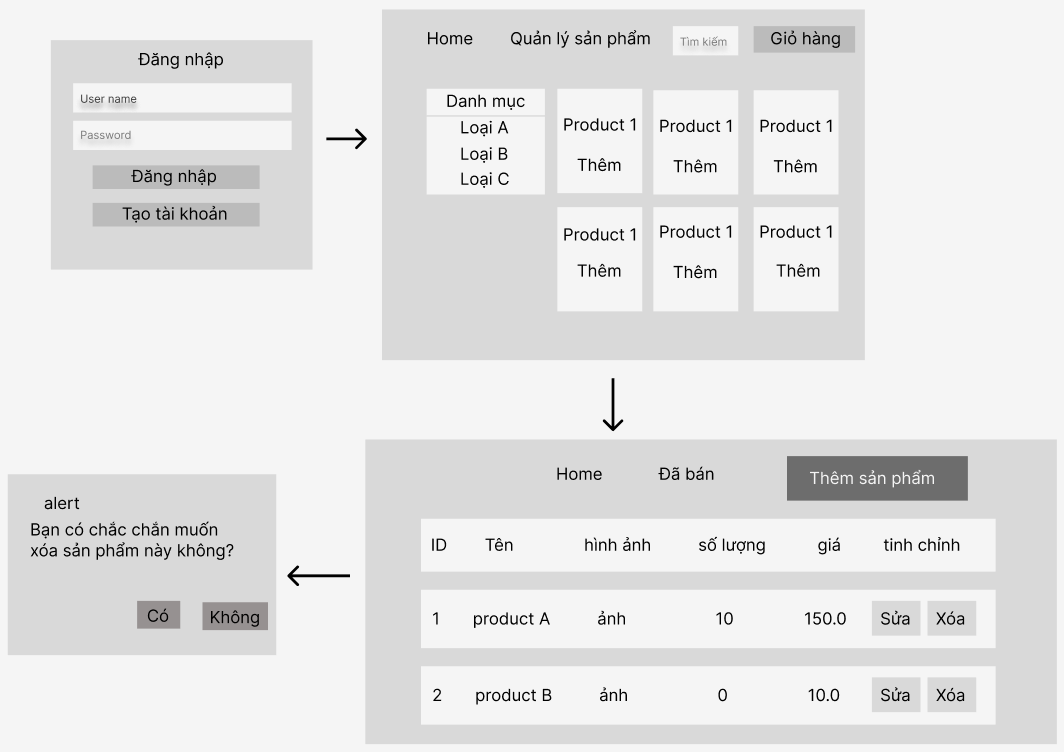 Đăng nhập
User name
Password
Đăng nhập
Tạo tài khoản
Home Quản lý sản phẩm Tìm kiếm Giỏ hàng
Danh mục
Loại A
Loại B
Loại C
Product 1 Product 1 Product 1
Thêm Thêm Thêm
Product 1 Product 1 Product 1
Thêm Thêm Thêm
Home Đã bán Thêm sản phẩm
ID Tên hình ảnh số lượng giá tinh chỉnh
1 product A ảnh 10 150.0 Sửa Xóa
2 product B ảnh 0 10.0 Sửa Xóa
alert
Bạn có chắc chắn muốn
xóa sản phẩm này không?
Có Không